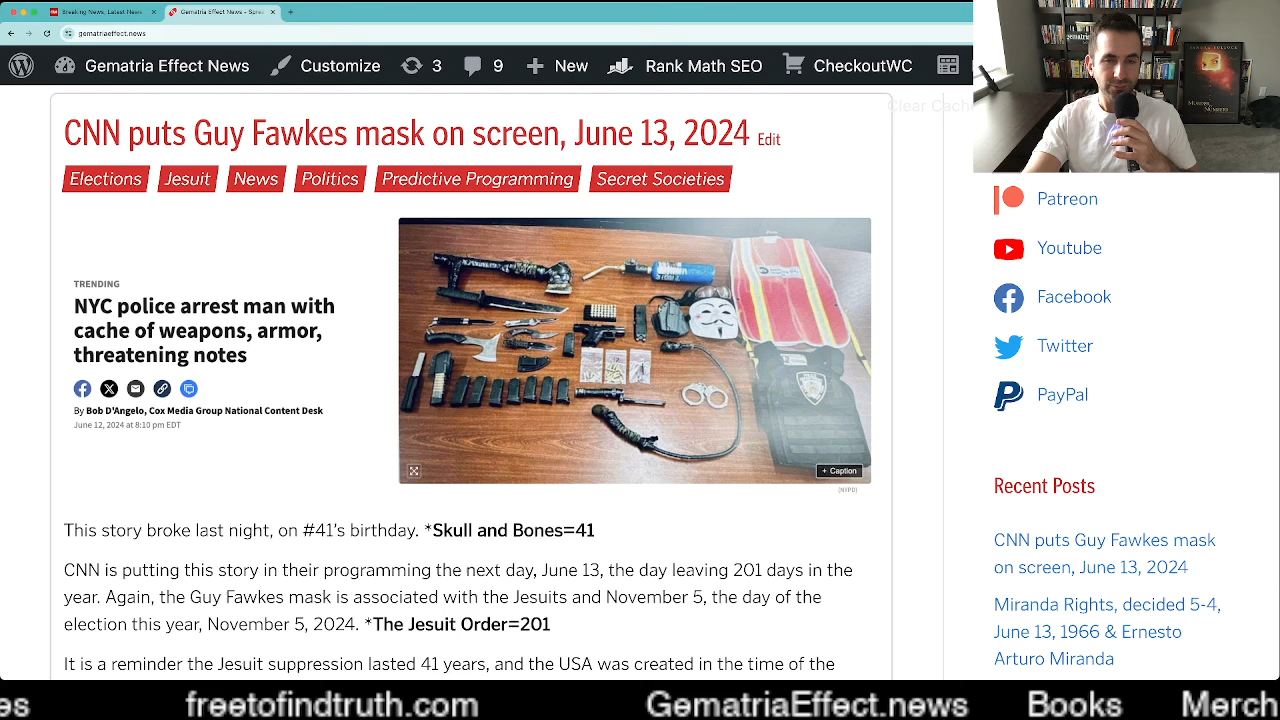 Breaking News, Latest News
Gematria Effect News – Spre
gematriaeffect.news
Gematria Effect News
Customize
3
9
New
Rank Math SEO
CheckoutWC
Clear Cache
CNN puts Guy Fawkes mask on screen, June 13, 2024 Edit
Elections
Jesuit
News
Politics
Predictive Programming
Secret Societies
TRENDING
NYC police arrest man with
cache of weapons, armor,
threatening notes
By Bob D'Angelo, Cox Media Group National Content Desk
June 12, 2024 at 8:10 pm EDT
+ Caption
(NYPD)
This story broke last night, on #41's birthday. *Skull and Bones=41
CNN is putting this story in their programming the next day, June 13, the day leaving 201 days in the
year. Again, the Guy Fawkes mask is associated with the Jesuits and November 5, the day of the
election this year, November 5, 2024. *The Jesuit Order=201
It is a reminder the Jesuit suppression lasted 41 years, and the USA was created in the time of the
Patreon
Youtube
Facebook
Twitter
PayPal
Recent Posts
CNN puts Guy Fawkes mask
on screen, June 13, 2024
Miranda Rights, decided 5-4,
June 13, 1966 & Ernesto
Arturo Miranda
es freetofindtruth.com GematriaEffect.news Books Merch